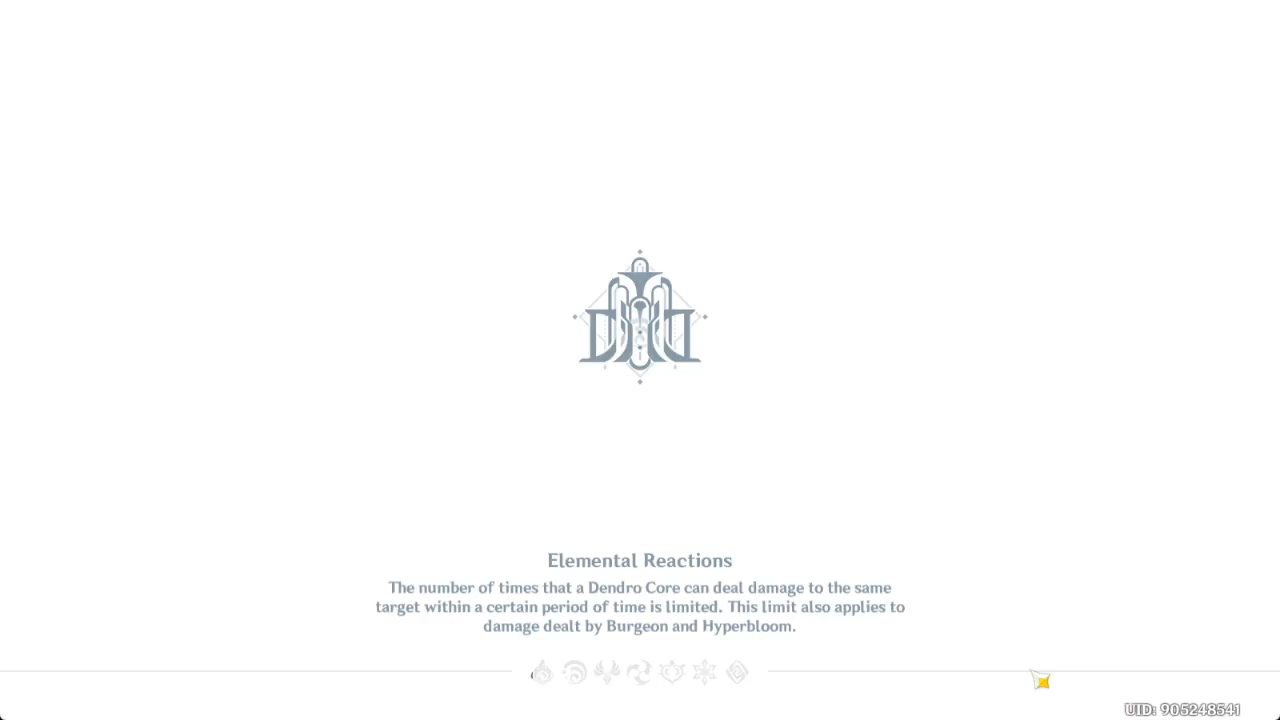 Elemental Reactions
The number of times that a Dendro Core can deal damage to the same
target within a certain period of time is limited. This limit also applies to
damage dealt by Burgeon and Hyperbloom.
UID: 905248541